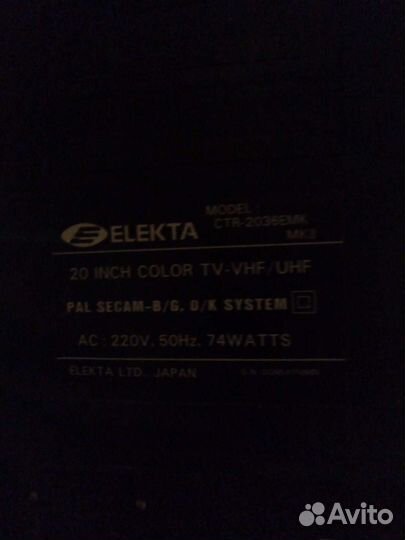 MODEL:
ELEKTA CTR-2036EMK
MK3
20 INCH COLOR TV-VHF/UHF
PAL SECAM-B/G, D/K SYSTEM
AC : 220V, 50Hz, 74WATTS
ELEKTA LTD., JAPAN
Avito